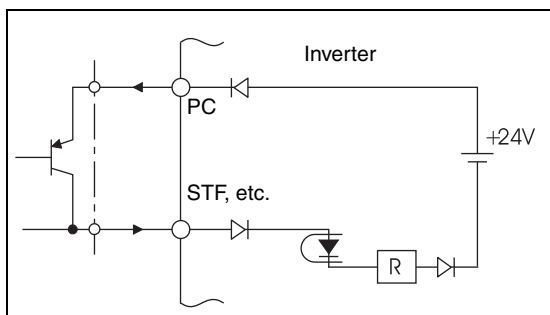 Inverter
PC
+24V
STF, etc.
R